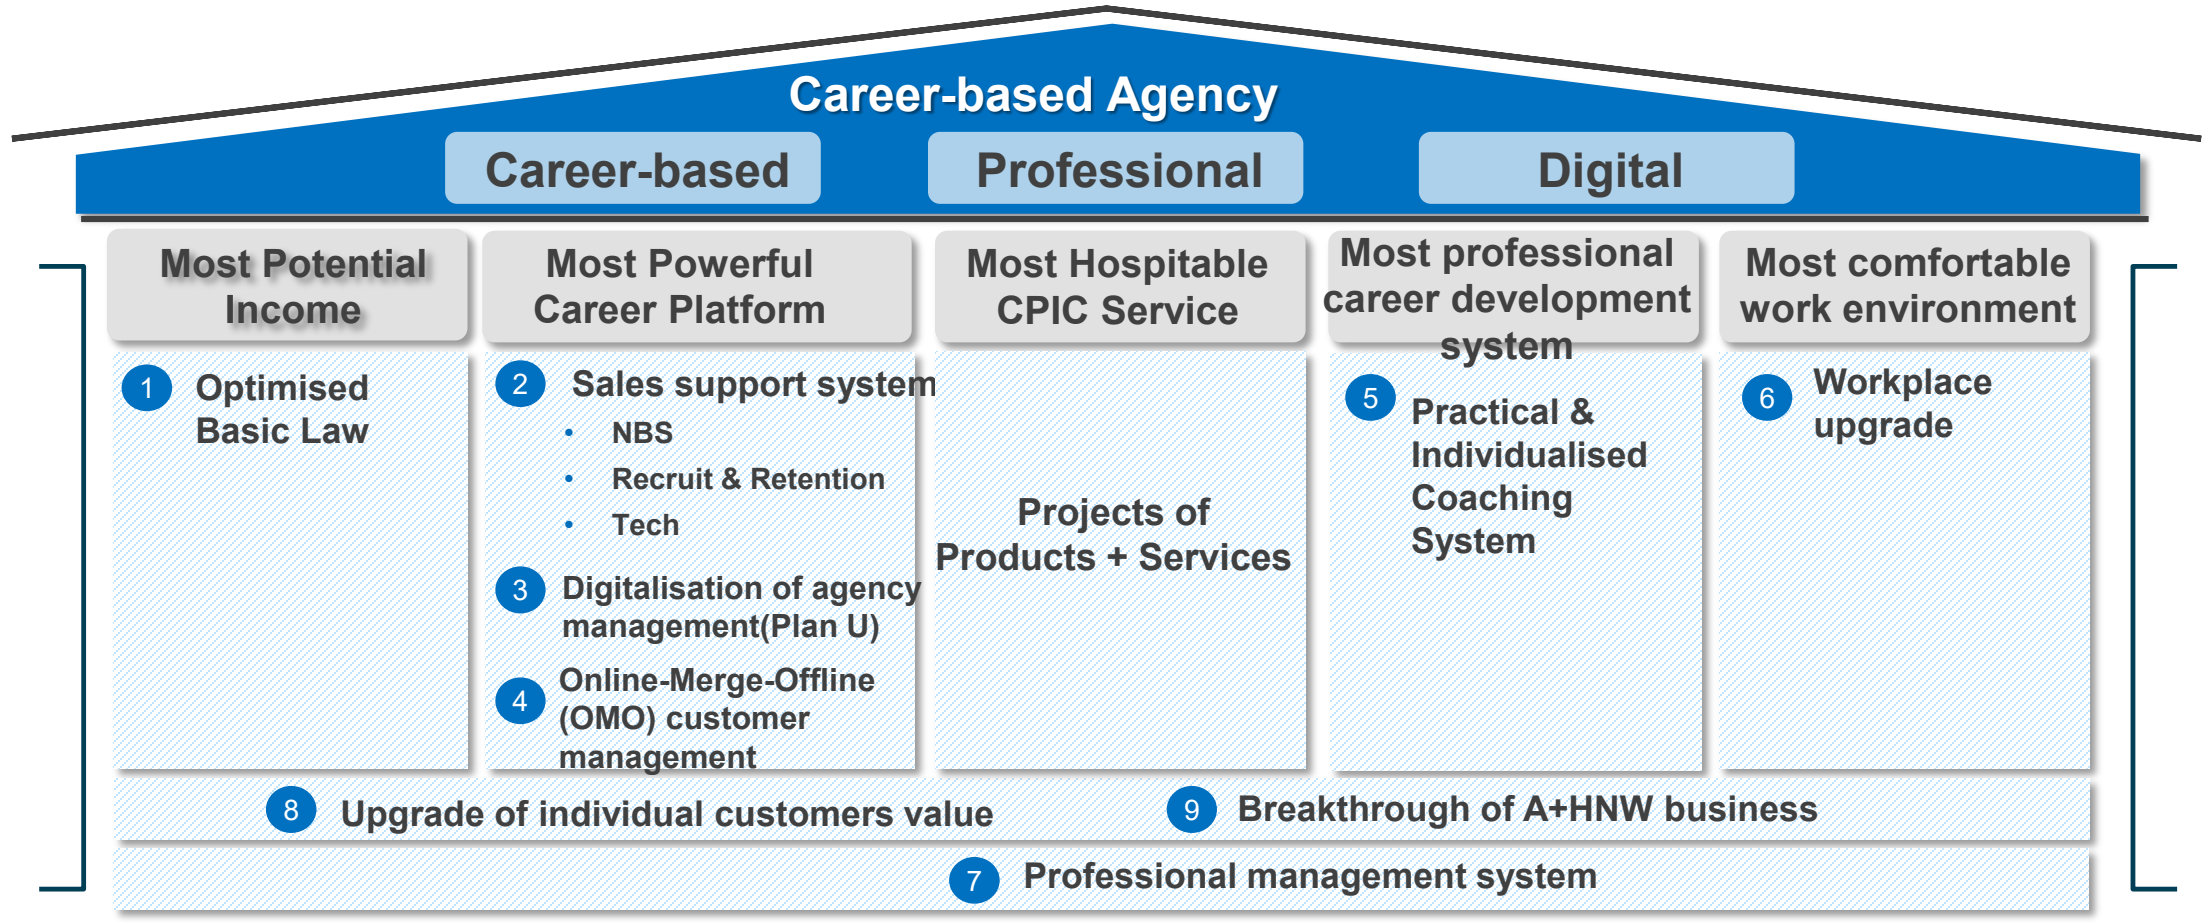 Career-based Agency
Career-based
Professional
Digital
Most Potential
Income
Most Powerful
Career Platform
Most Hospitable
CPIC Service
Most professional
career development
system
Most comfortable
work environment
1
Optimised
Basic Law
2
Sales support system
• NBS
• Recruit & Retention
• Tech
3
Digitalisation of agency
management(Plan U)
4
Online-Merge-Offline
(OMO) customer
management
Projects of
Products + Services
5
Practical &
Individualised
Coaching
System
6
Workplace
upgrade
8
Upgrade of individual customers value
9
Breakthrough of A+HNW business
7
Professional management system